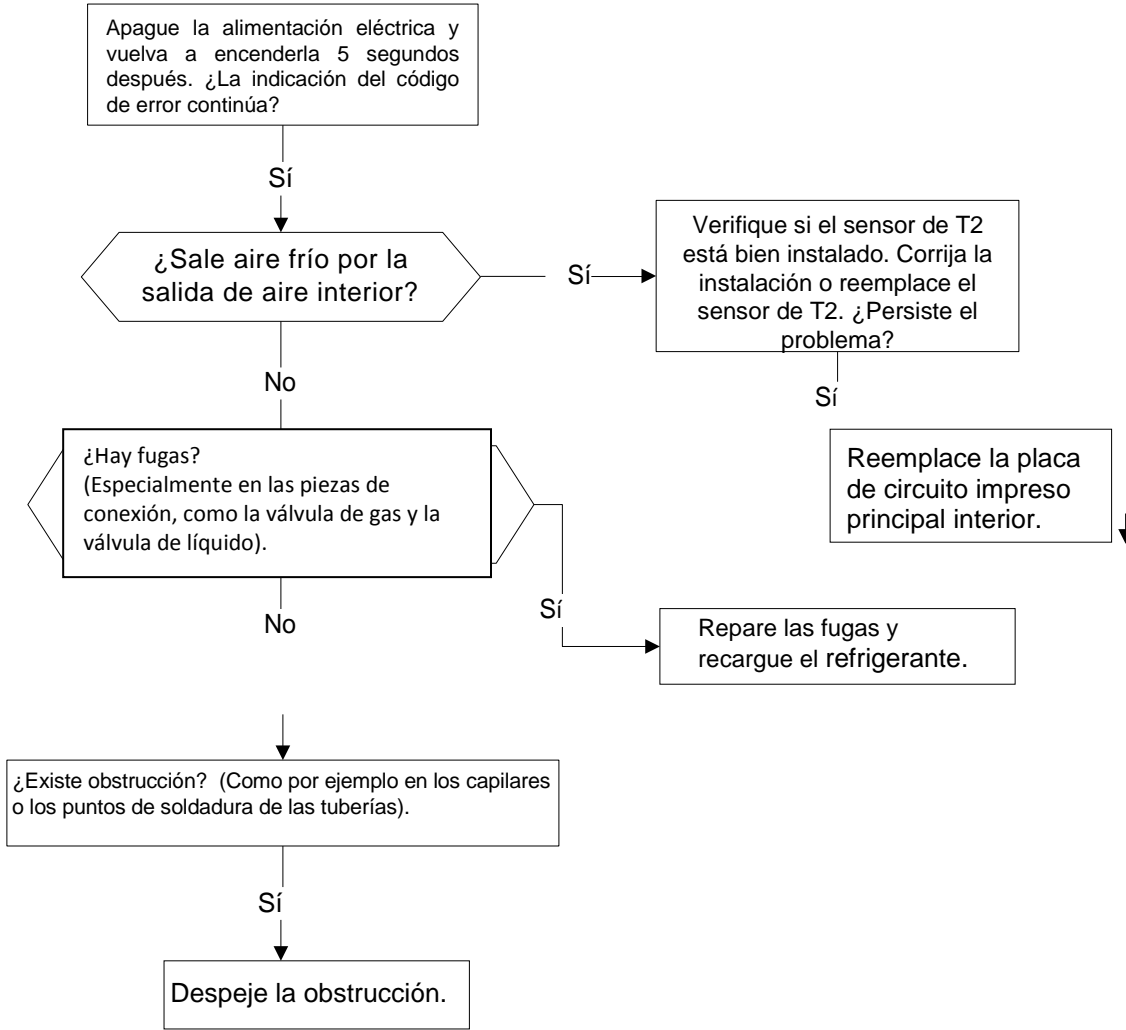 Apague la alimentación eléctrica y
vuelva a encenderla 5 segundos
después. ¿La indicación del código
de error continúa?
Sí
¿Sale aire frío por la
salida de aire interior?
Sí
Verifique si el sensor de T2
está bien instalado. Corrija la
instalación o reemplace el
sensor de T2. ¿Persiste el
problema?
Sí
Reemplace la placa
de circuito impreso
principal interior.
No
¿Hay fugas?
(Especialmente en las piezas de
conexión, como la válvula de gas y la
válvula de líquido).
Sí
Repare las fugas y
recargue el refrigerante.
No
¿Existe obstrucción? (Como por ejemplo en los capilares
o los puntos de soldadura de las tuberías).
Sí
Despeje la obstrucción.